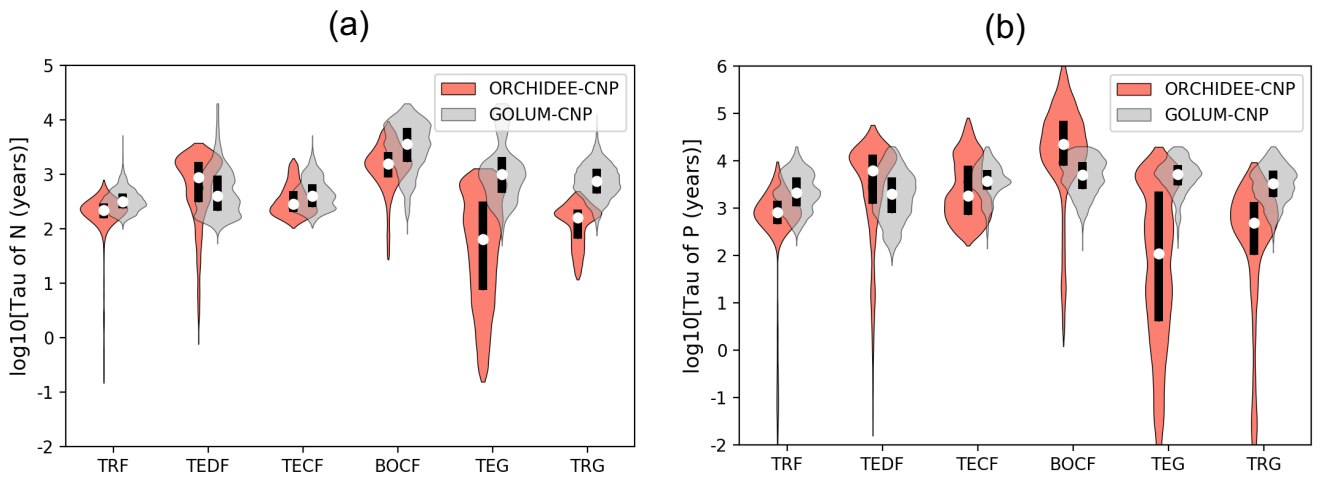 (a)
5
4
3
2
1
0
-1
-2
log10[Tau of N (years)]
ORCHIDEE-CNP
GOLUM-CNP
TRF TEDF TECF BOCF TEG TRG
(b)
6
5
4
3
2
1
0
-1
-2
log10[Tau of P (years)]
ORCHIDEE-CNP
GOLUM-CNP
TRF TEDF TECF BOCF TEG TRG